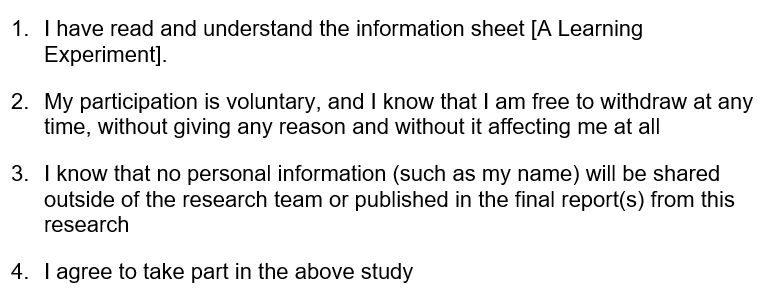 1. I have read and understand the information sheet [A Learning
Experiment].
2. My participation is voluntary, and I know that I am free to withdraw at any
time, without giving any reason and without it affecting me at all
3. I know that no personal information (such as my name) will be shared
outside of the research team or published in the final report(s) from this
research
4. I agree to take part in the above study